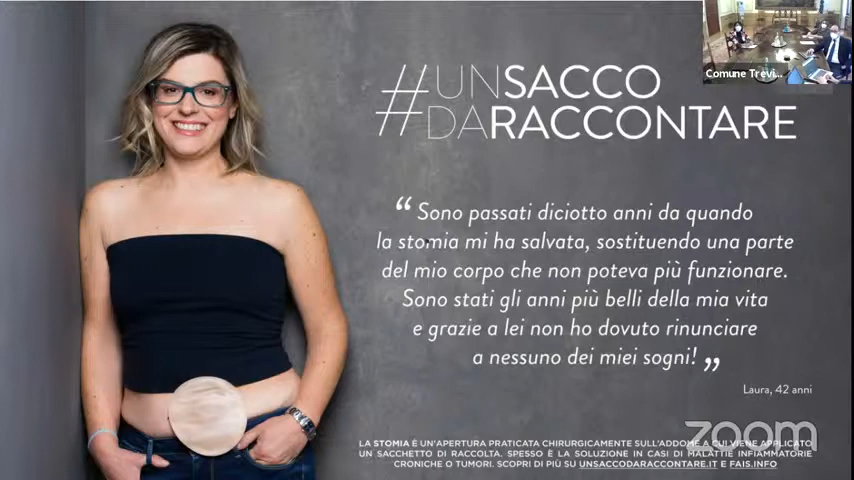 Comune Trevi...
#UNSACCO
DARACCONTARE
“ Sono passati diciotto anni da quando
la stomia mi ha salvata, sostituendo una parte
del mio corpo che non poteva più funzionare.
Sono stati gli anni più belli della mia vita
e grazie a lei non ho dovuto rinunciare
a nessuno dei miei sogni! „
Laura, 42 anni
zoom
LA STOMIA È UN'APERTURA PRATICATA CHIRURGICAMENTE SULL'ADDOME A CUI VIENE APPLICATO
UN SACCHETTO DI RACCOLTA. SPESSO È LA SOLUZIONE IN CASI DI MALATTIE INFIAMMATORIE
CRONICHE O TUMORI. SCOPRI DI PIÙ SU UNSACCODARACCONTARE.IT E FAIS.INFO